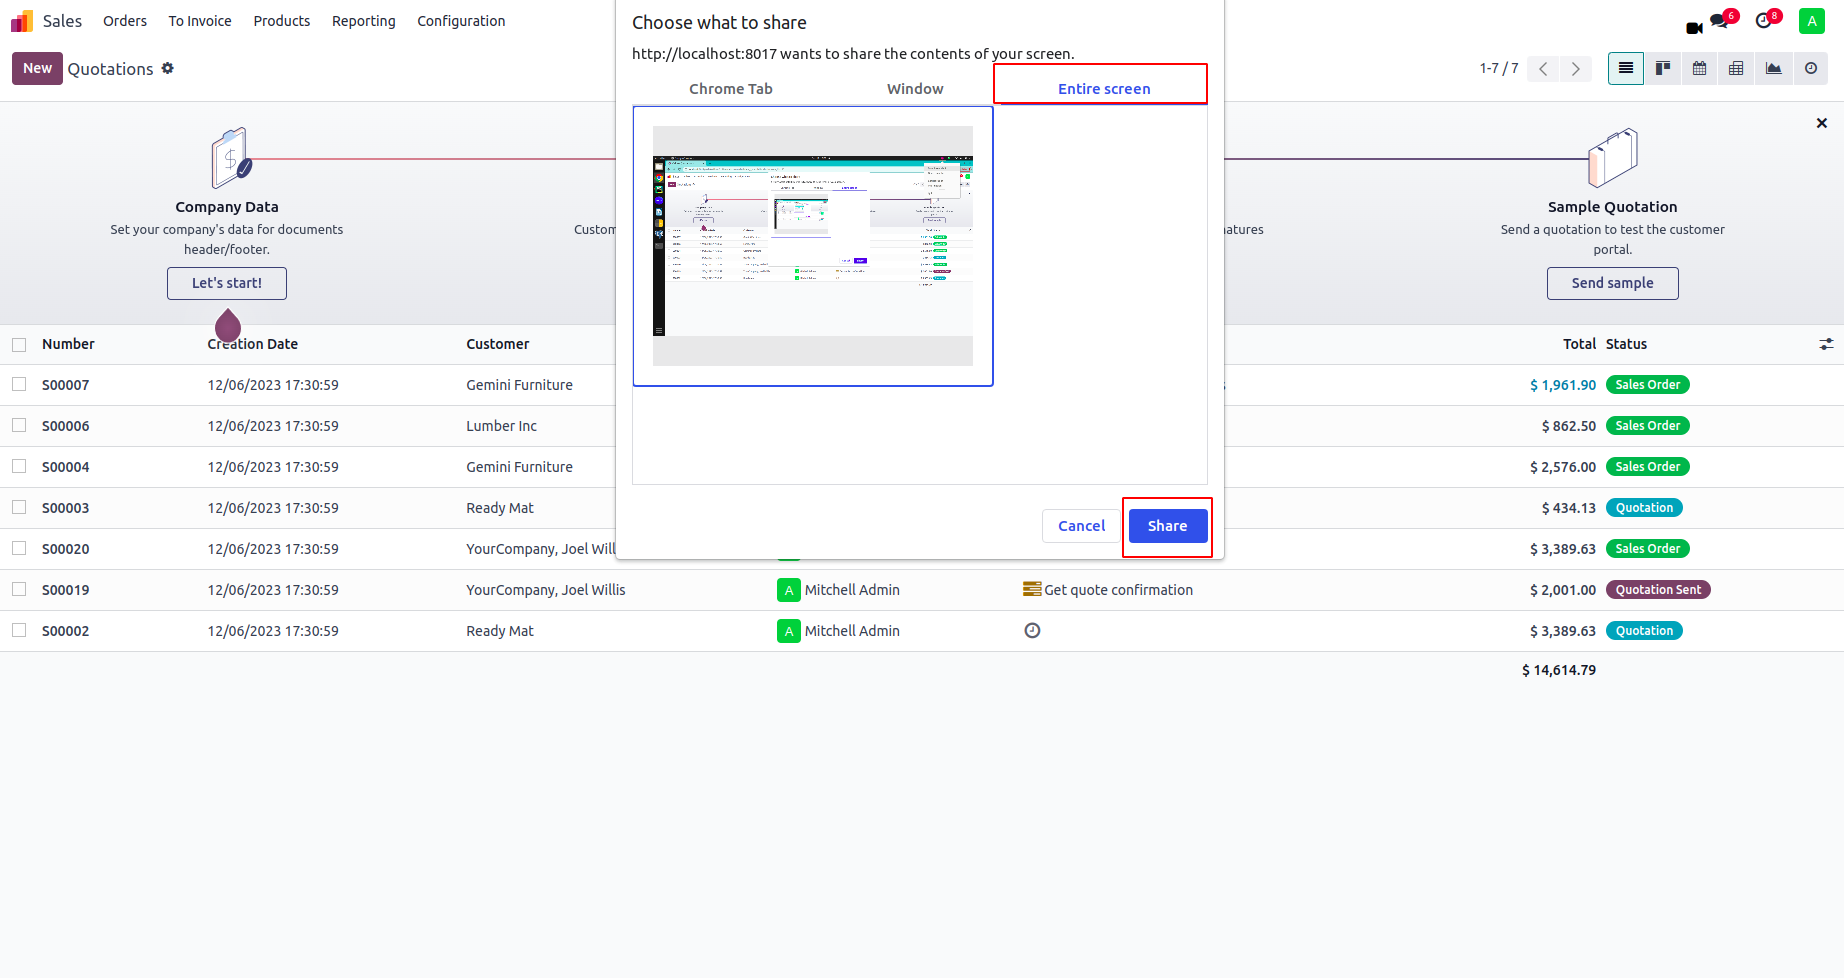 Sales Orders To Invoice Products Reporting Configuration
6 8 A
New Quotations
1-7 / 7
Choose what to share
http://localhost:8017 wants to share the contents of your screen.
Chrome Tab Window Entire screen
Company Data
Set your company's data for documents
header/footer.
Let's start!
Custom
atures
Sample Quotation
Send a quotation to test the customer
portal.
Send sample
Cancel Share
Number Creation Date Customer Total Status
S00007 12/06/2023 17:30:59 Gemini Furniture $ 1,961.90 Sales Order
S00006 12/06/2023 17:30:59 Lumber Inc $ 862.50 Sales Order
S00004 12/06/2023 17:30:59 Gemini Furniture $ 2,576.00 Sales Order
S00003 12/06/2023 17:30:59 Ready Mat $ 434.13 Quotation
S00020 12/06/2023 17:30:59 YourCompany, Joel Will $ 3,389.63 Sales Order
S00019 12/06/2023 17:30:59 YourCompany, Joel Willis A Mitchell Admin Get quote confirmation $ 2,001.00 Quotation Sent
S00002 12/06/2023 17:30:59 Ready Mat A Mitchell Admin $ 3,389.63 Quotation
$ 14,614.79